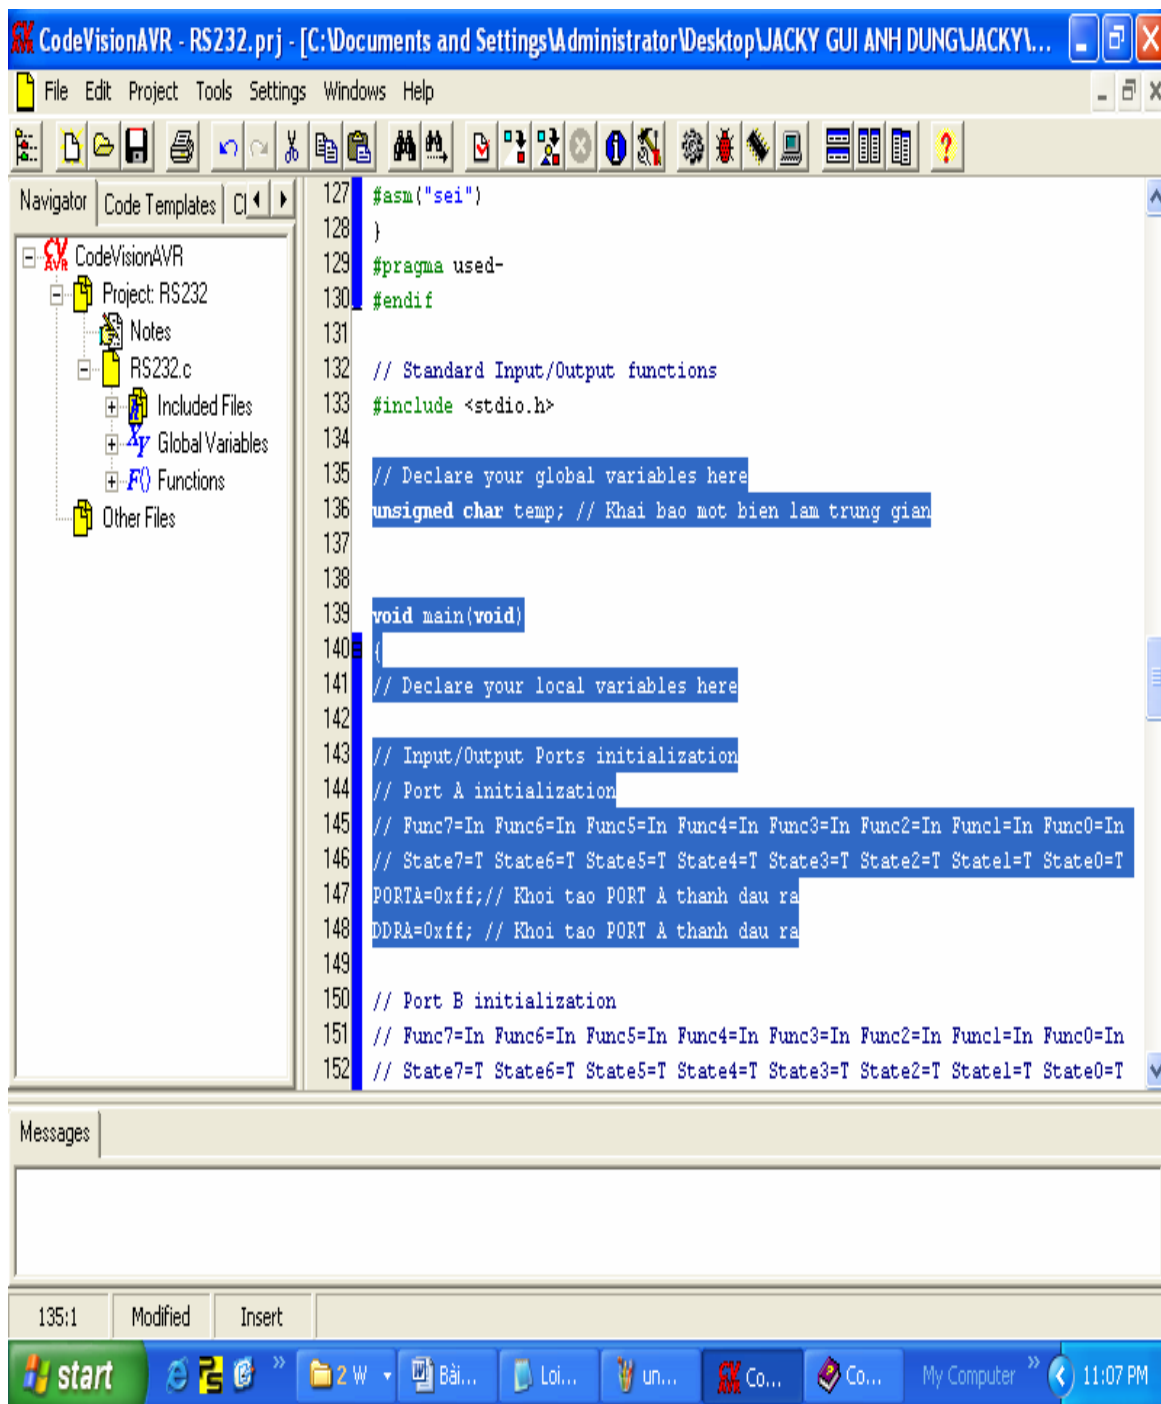 CodeVisionAVR - RS232.prj - [C:\Documents and Settings\Administrator\Desktop\JACKY GUI ANH DUNG\JACKY\...
File Edit Project Tools Settings Windows Help
Navigator Code Templates Cl
CodeVisionAVR
Project: RS232
Notes
RS232.c
Included Files
Global Variables
Functions
Other Files
127 #asm("sei")
128 }
129 #pragma used-
130 #endif
131
132 // Standard Input/Output functions
133 #include <stdio.h>
134
135 // Declare your global variables here
136 unsigned char temp; // Khai bao mot bien lam trung gian
137
138
139 void main(void)
140 {
141 // Declare your local variables here
142
143 // Input/Output Ports initialization
144 // Port A initialization
145 // Func7=In Func6=In Func5=In Func4=In Func3=In Func2=In Func1=In Func0=In
146 // State7=T State6=T State5=T State4=T State3=T State2=T State1=T State0=T
147 PORTA=0xff;// Khoi tao PORT A thanh dau ra
148 DDRA=0xff; // Khoi tao PORT A thanh dau ra
149
150 // Port B initialization
151 // Func7=In Func6=In Func5=In Func4=In Func3=In Func2=In Func1=In Func0=In
152 // State7=T State6=T State5=T State4=T State3=T State2=T State1=T State0=T
Messages
135:1 Modified Insert
start 2 W Bài... Loi... un... Co... Co... My Computer 11:07 PM